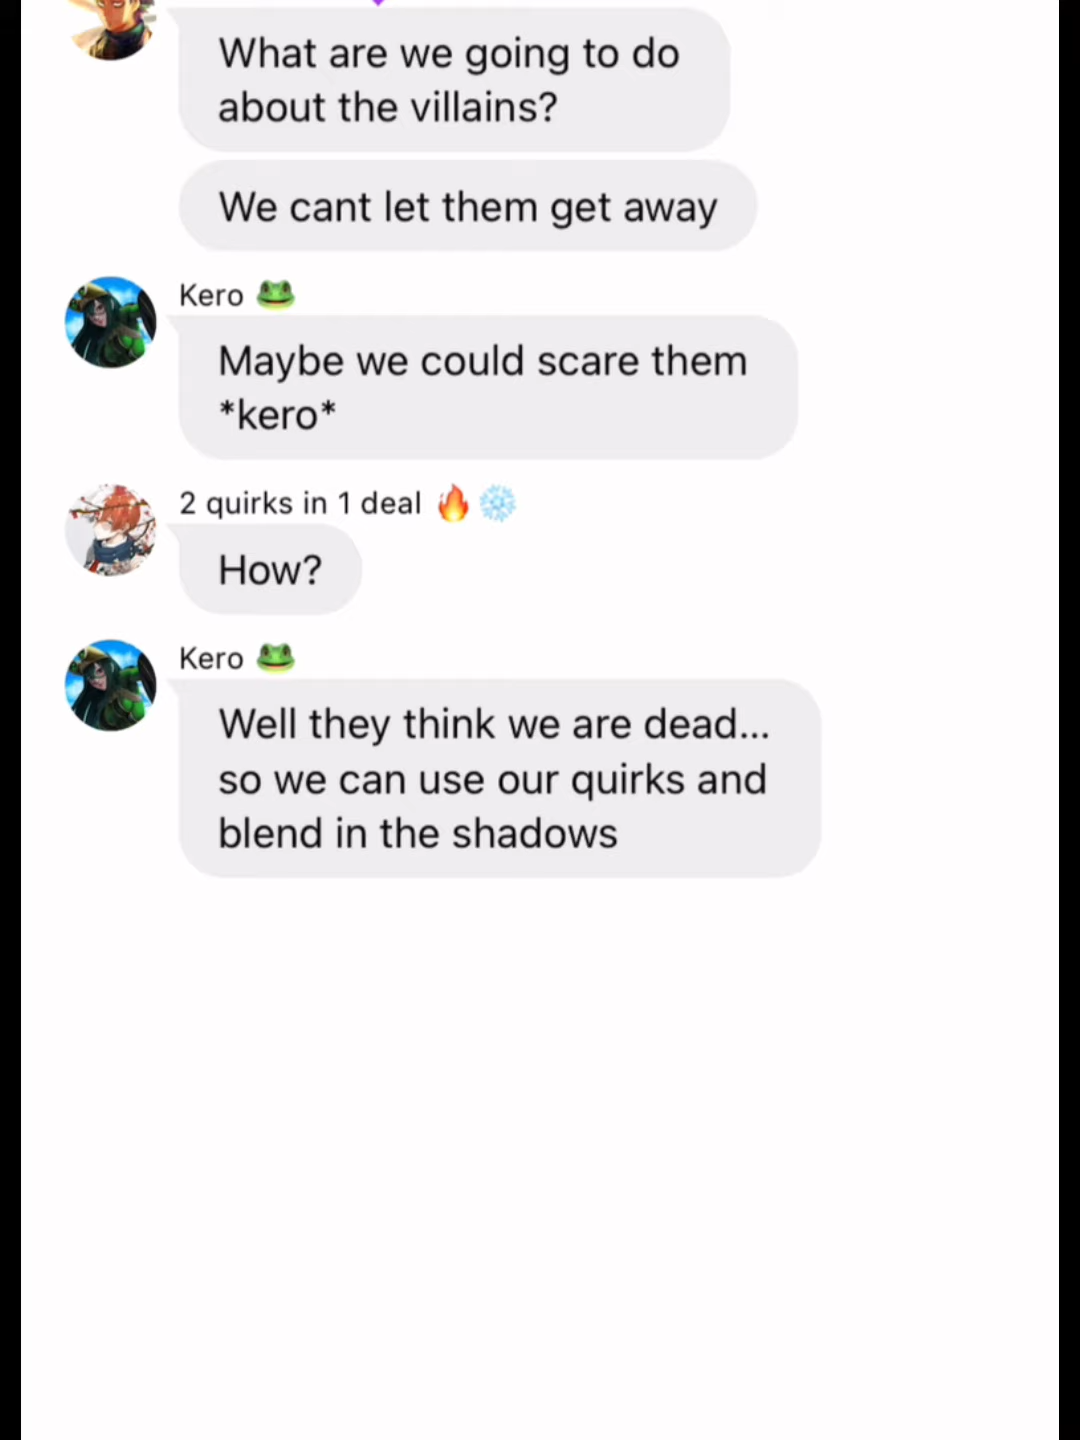 What are we going to do
about the villains?
We cant let them get away
Kero 🐸
Maybe we could scare them
*kero*
2 quirks in 1 deal 🔥❄️
How?
Kero 🐸
Well they think we are dead...
so we can use our quirks and
blend in the shadows